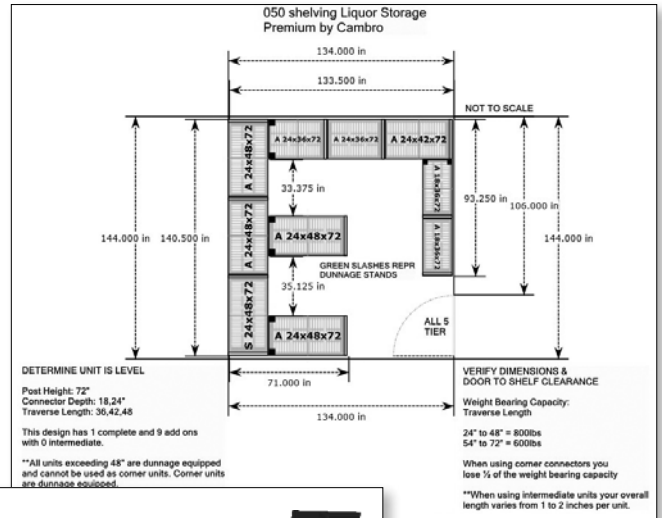 050 shelving Liquor Storage
Premium by Cambro
134.000 in
133.500 in
NOT TO SCALE
A 24x36x72
A 24x36x72
A 24x42x72
A 24x48x72
A 18x36x72
33.375 in
93.250 in
106.000 in
144.000 in
140.500 in
A 24x48x72
A 24x48x72
A 18x36x72
144.000 in
GREEN SLASHES REPR
DUNNAGE STANDS
35.125 in
S 24x48x72
A 24x48x72
ALL 5
TIER
71.000 in
134.000 in
DETERMINE UNIT IS LEVEL
Post Height: 72"
Connector Depth: 18,24"
Traverse Length: 36,42,48
This design has 1 complete and 9 add ons
with 0 intermediate.
**All units exceeding 48" are dunnage equipped
and cannot be used as corner units. Corner units
are dunnage equipped.
VERIFY DIMENSIONS &
DOOR TO SHELF CLEARANCE
Weight Bearing Capacity:
Traverse Length
24" to 48" = 800lbs
54" to 72" = 600lbs
When using corner connectors you
lose ½ of the weight bearing capacity
**When using intermediate units your overall
length varies from 1 to 2 inches per unit.